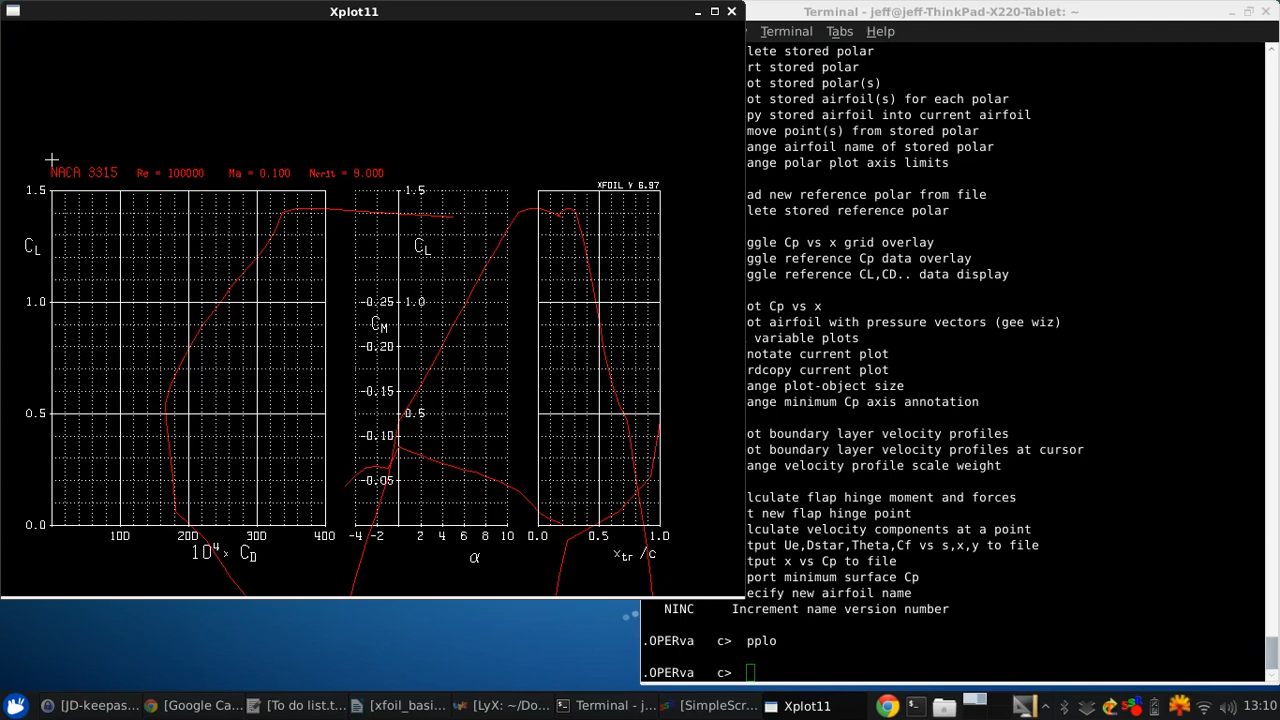 Xplot11
NACA 3315 Re = 100000 Ma = 0.100 Ncrit = 9.000
XFOIL V 6.97
1.5
CL
1.0
0.5
0.0
100 200 300 400
10^4 x CD
1.5
CL
-0.25 1.0
CM
-0.20
-0.15
0.5
-0.10
-0.05
-4 -2 2 4 6 8 10
α
0.0 0.5 1.0
xtr/c
Terminal - jeff@jeff-ThinkPad-X220-Tablet: ~
Terminal Tabs Help
lete stored polar
rt stored polar
ot stored polar(s)
ot stored airfoil(s) for each polar
py stored airfoil into current airfoil
move point(s) from stored polar
ange airfoil name of stored polar
ange polar plot axis limits
ad new reference polar from file
lete stored reference polar
ggle Cp vs x grid overlay
ggle reference Cp data overlay
ggle reference CL,CD.. data display
ot Cp vs x
ot airfoil with pressure vectors (gee wiz)
variable plots
notate current plot
rdcopy current plot
ange plot-object size
ange minimum Cp axis annotation
ot boundary layer velocity profiles
ot boundary layer velocity profiles at cursor
ange velocity profile scale weight
lculate flap hinge moment and forces
t new flap hinge point
lculate velocity components at a point
tput Ue,Dstar,Theta,Cf vs s,x,y to file
tput x vs Cp to file
port minimum surface Cp
ecify new airfoil name
NINC Increment name version number
.OPERva c> pplo
.OPERva c>
[JD-keepas... [Google Ca... [To do list.t... [xfoil_basi... [LyX: ~/Do... Terminal - j... [SimpleScr... Xplot11 13:10